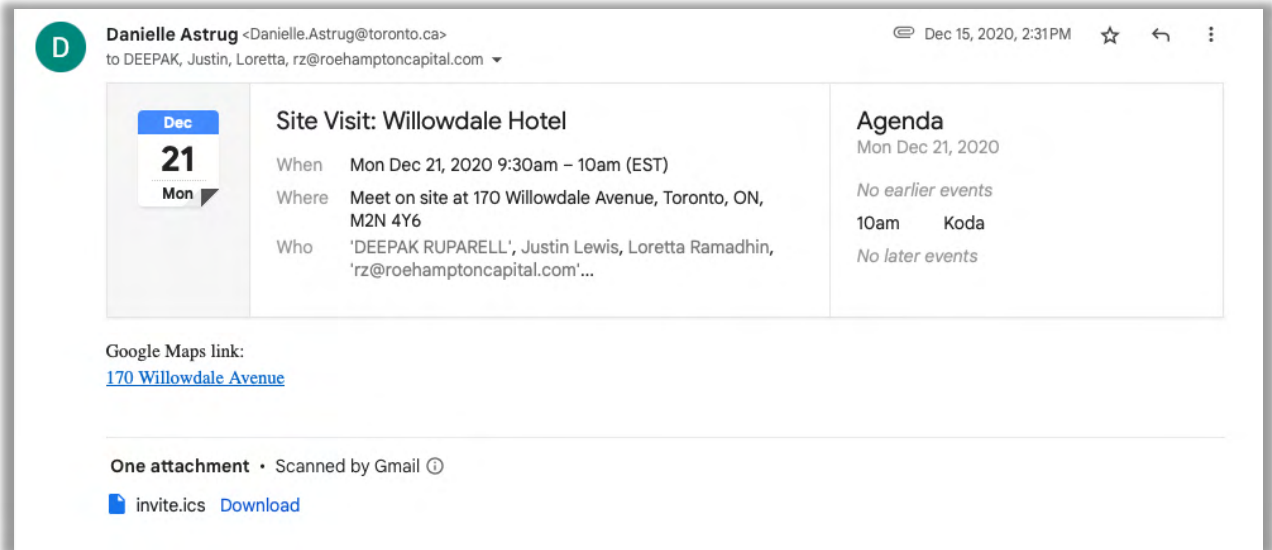 D
Danielle Astrug <Danielle.Astrug@toronto.ca>
Dec 15, 2020, 2:31 PM
to DEEPAK, Justin, Loretta, rz@roehamptoncapital.com
Dec
21
Mon
Site Visit: Willowdale Hotel
When Mon Dec 21, 2020 9:30am – 10am (EST)
Where Meet on site at 170 Willowdale Avenue, Toronto, ON,
M2N 4Y6
Who 'DEEPAK RUPARELL', Justin Lewis, Loretta Ramadhin,
'rz@roehamptoncapital.com'...
Agenda
Mon Dec 21, 2020
No earlier events
10am Koda
No later events
Google Maps link:
170 Willowdale Avenue
One attachment • Scanned by Gmail
invite.ics Download